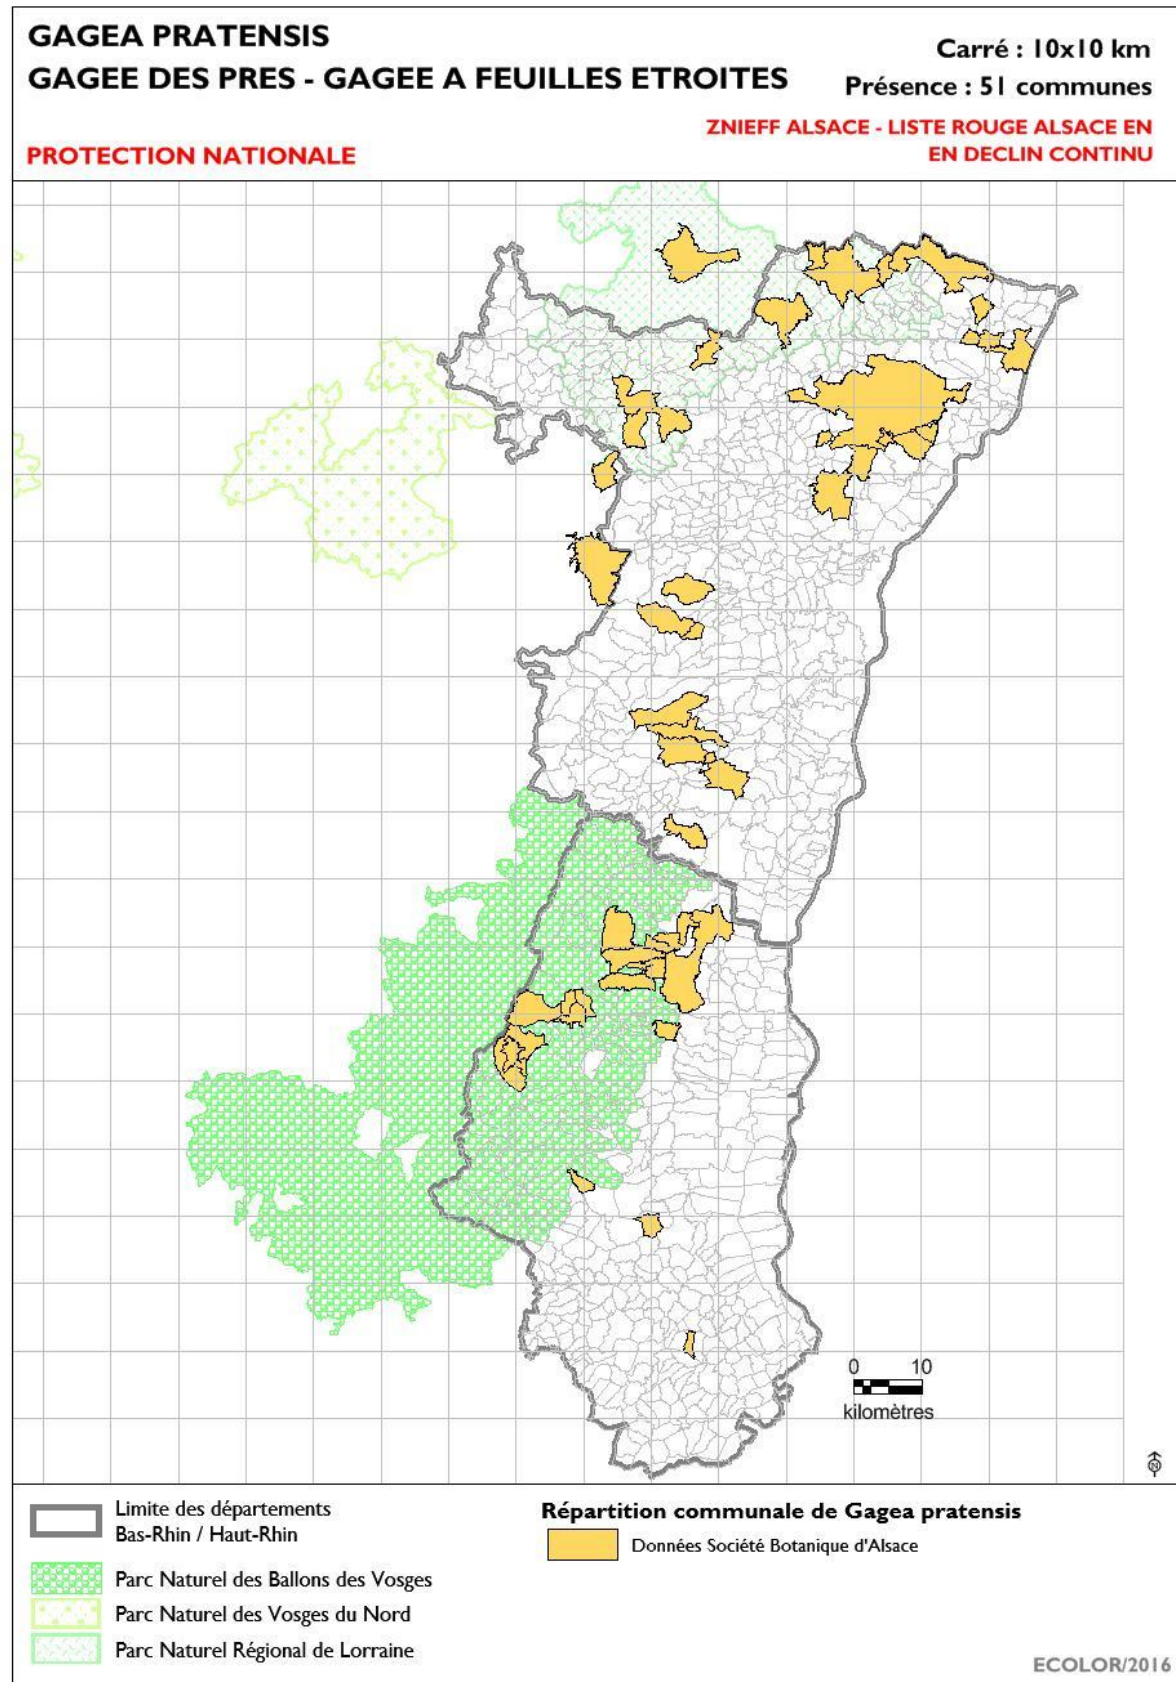 GAGEA PRATENSIS
GAGEE DES PRES - GAGEE A FEUILLES ETROITES
Carré : 10x10 km
Présence : 51 communes
PROTECTION NATIONALE
ZNIEFF ALSACE - LISTE ROUGE ALSACE EN
EN DECLIN CONTINU
0 10
kilomètres
N
Limite des départements
Bas-Rhin / Haut-Rhin
Parc Naturel des Ballons des Vosges
Parc Naturel des Vosges du Nord
Parc Naturel Régional de Lorraine
Répartition communale de Gagea pratensis
Données Société Botanique d'Alsace
ECOLOR/2016